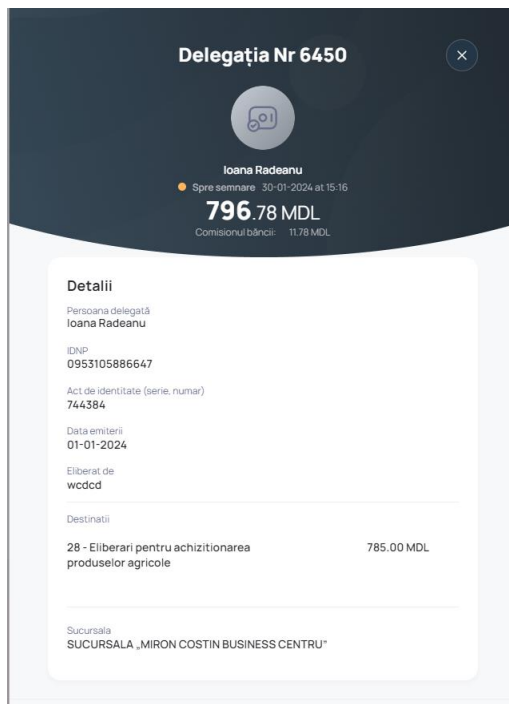 Delegația Nr 6450
Ioana Radeanu
Spre semnare 30-01-2024 at 15:16
796.78 MDL
Comisionul băncii: 11.78 MDL
Detalii
Persoana delegată
Ioana Radeanu
IDNP
0953105886647
Act de identitate (serie, numar)
744384
Data emiterii
01-01-2024
Eliberat de
wcdcd
Destinatii
28 - Eliberari pentru achizitionarea 785.00 MDL
produselor agricole
Sucursala
SUCURSALA „MIRON COSTIN BUSINESS CENTRU"